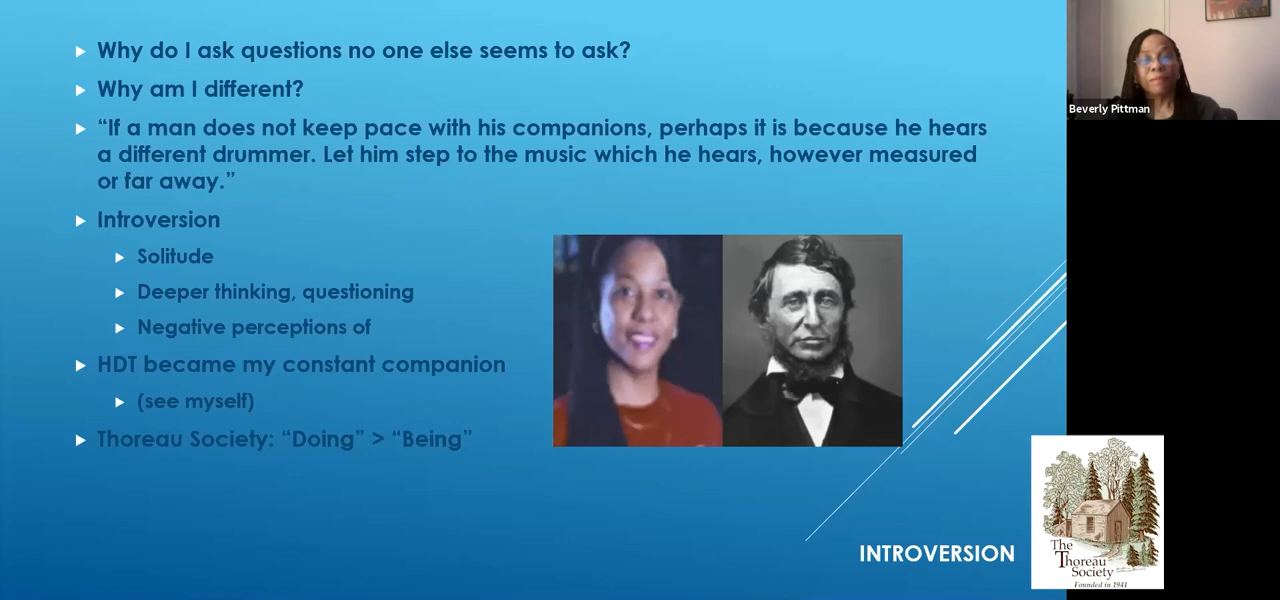 Why do I ask questions no one else seems to ask?
Why am I different?
“If a man does not keep pace with his companions, perhaps it is because he hears
a different drummer. Let him step to the music which he hears, however measured
or far away.”
Introversion
Solitude
Deeper thinking, questioning
Negative perceptions of
HDT became my constant companion
(see myself)
Thoreau Society: “Doing” > “Being”
INTROVERSION
Beverly Pittman
The
Thoreau
Society
Founded in 1941